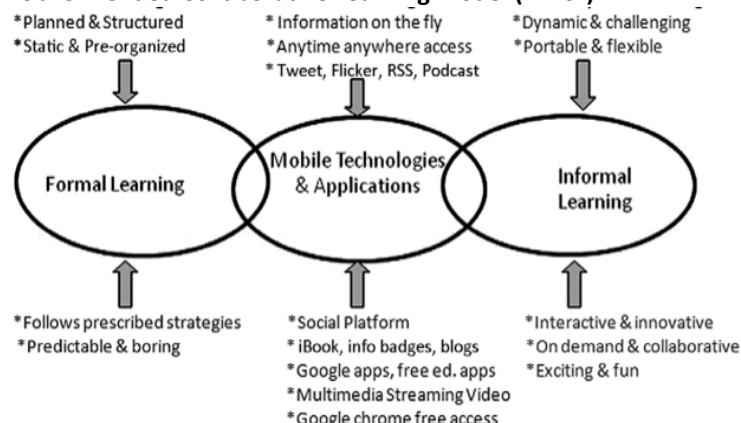 *Planned & Structured
*Static & Pre-organized
*Information on the fly
*Anytime anywhere access
*Tweet, Flicker, RSS, Podcast
*Dynamic & challenging
*Portable & flexible
Formal Learning
Mobile Technologies
& Applications
Informal
Learning
*Follows prescribed strategies
*Predictable & boring
*Social Platform
*iBook, info badges, blogs
*Google apps, free ed. apps
*Multimedia Streaming Video
*Google chrome free access
*Interactive & innovative
*On demand & collaborative
*Exciting & fun